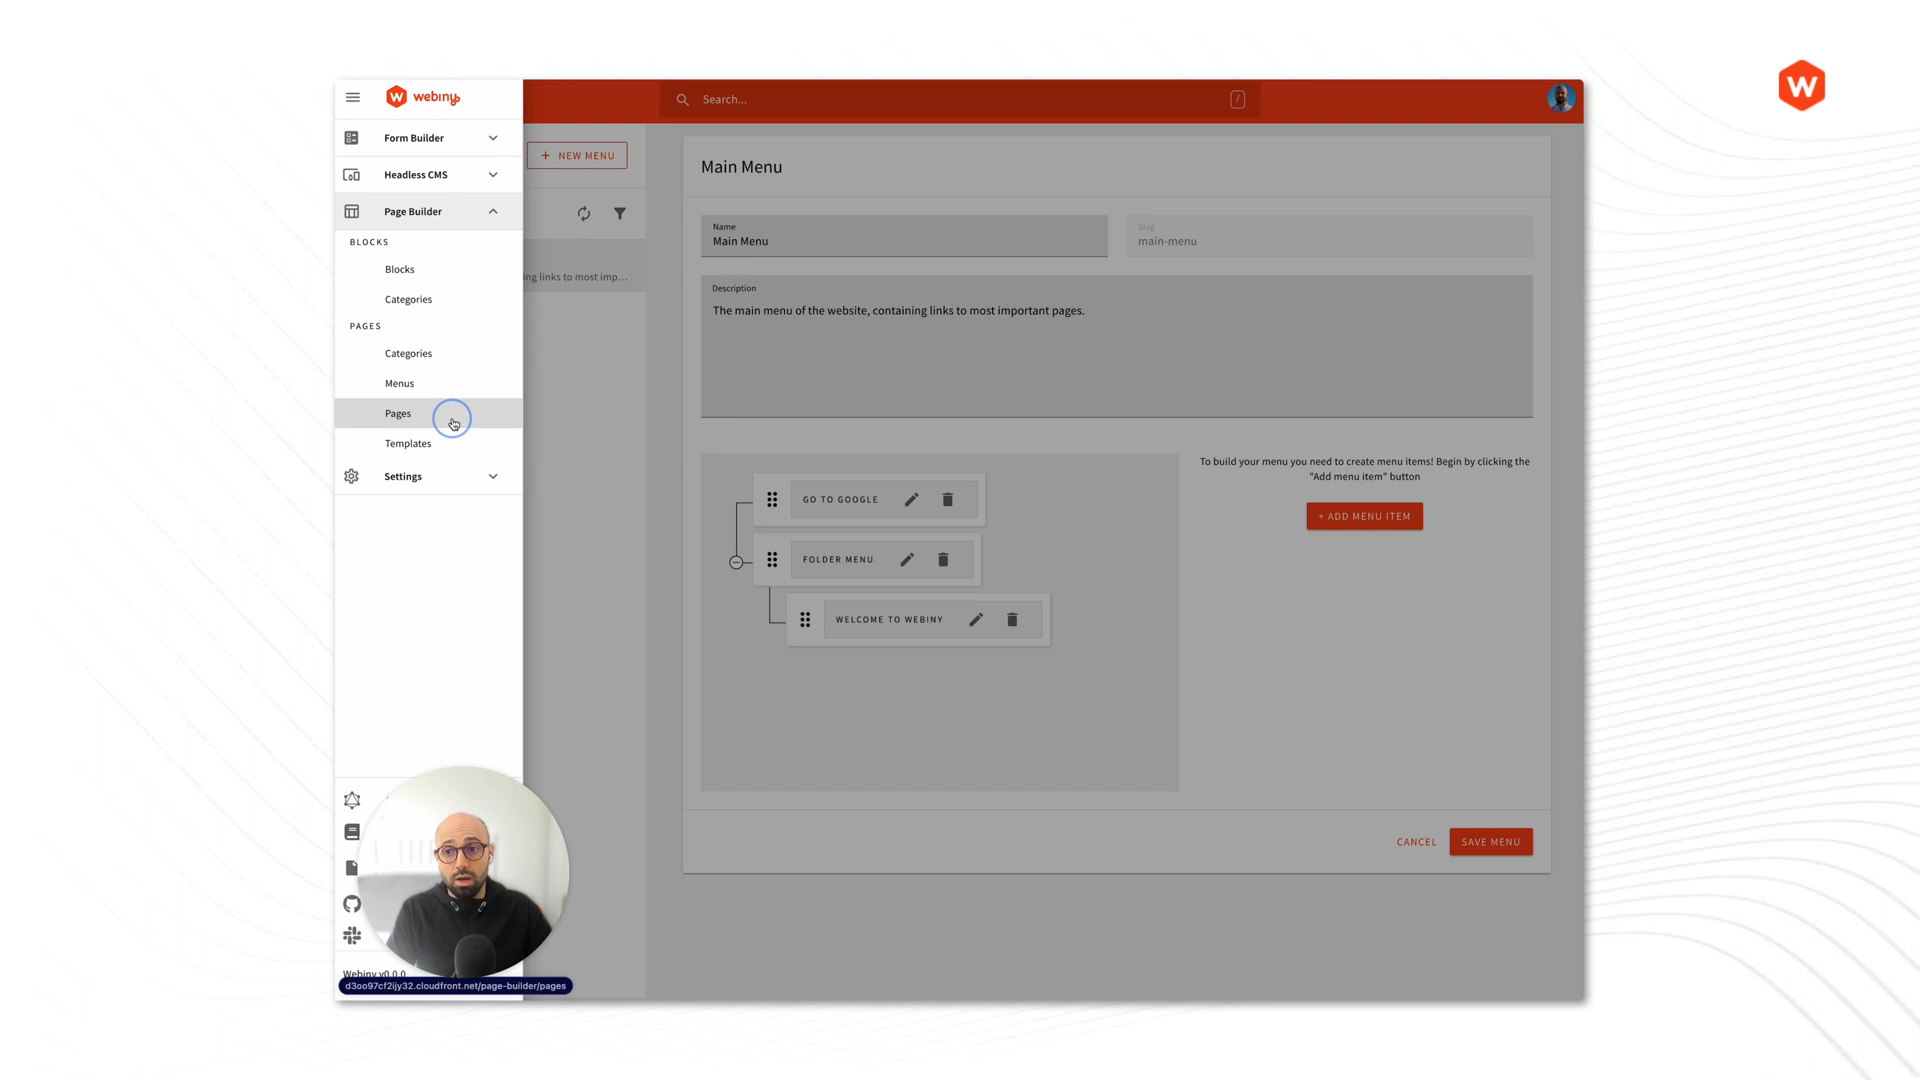 webiny
Search...
/
W
Form Builder
+ NEW MENU
Headless CMS
Main Menu
Page Builder
BLOCKS
Blocks
Categories
ing links to most imp...
Name
Main Menu
Slug
main-menu
Description
The main menu of the website, containing links to most important pages.
PAGES
Categories
Menus
Pages
Templates
Settings
GO TO GOOGLE
FOLDER MENU
WELCOME TO WEBINY
To build your menu you need to create menu items! Begin by clicking the
"Add menu item" button
+ ADD MENU ITEM
CANCEL
SAVE MENU
Webiny v0.0.0
d3oo97cf2ijy32.cloudfront.net/page-builder/pages